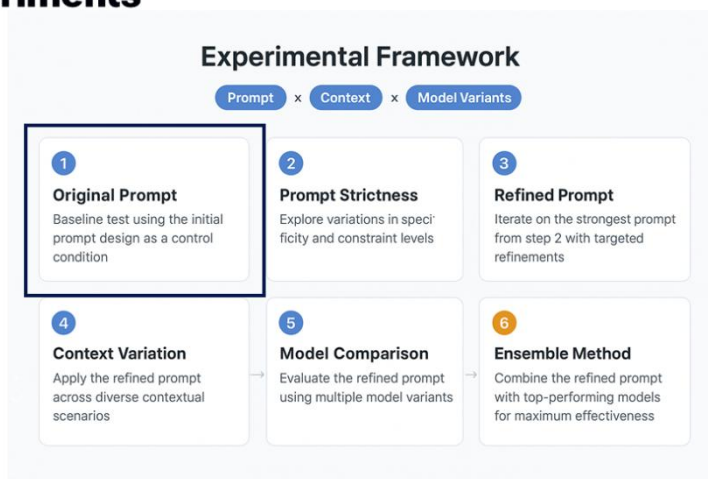 Experimental Framework
Prompt x Context x Model Variants
1
Original Prompt
Baseline test using the initial
prompt design as a control
condition
2
Prompt Strictness
Explore variations in speci-
ficity and constraint levels
3
Refined Prompt
Iterate on the strongest prompt
from step 2 with targeted
refinements
4
Context Variation
Apply the refined prompt
across diverse contextual
scenarios
→
5
Model Comparison
Evaluate the refined prompt
using multiple model variants
→
6
Ensemble Method
Combine the refined prompt
with top-performing models
for maximum effectiveness